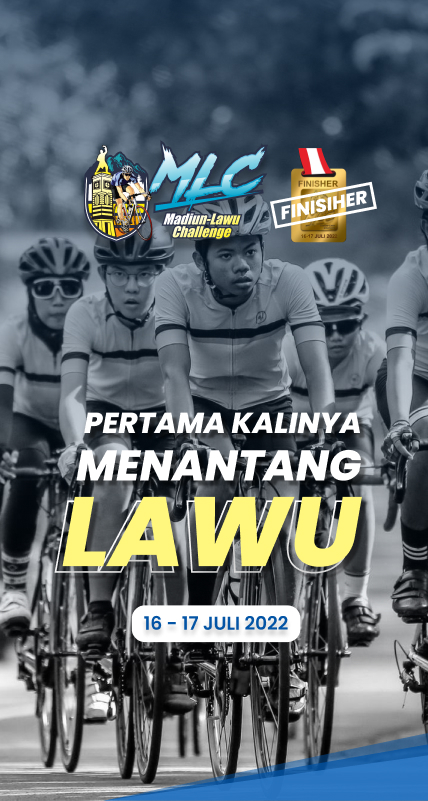 MLC
Madiun-Lawu
Challenge
FINISHER
FINISIHER
16-17 JULI 2022
PERTAMA KALINYA
MENANTANG
LAWU
16 - 17 JULI 2022